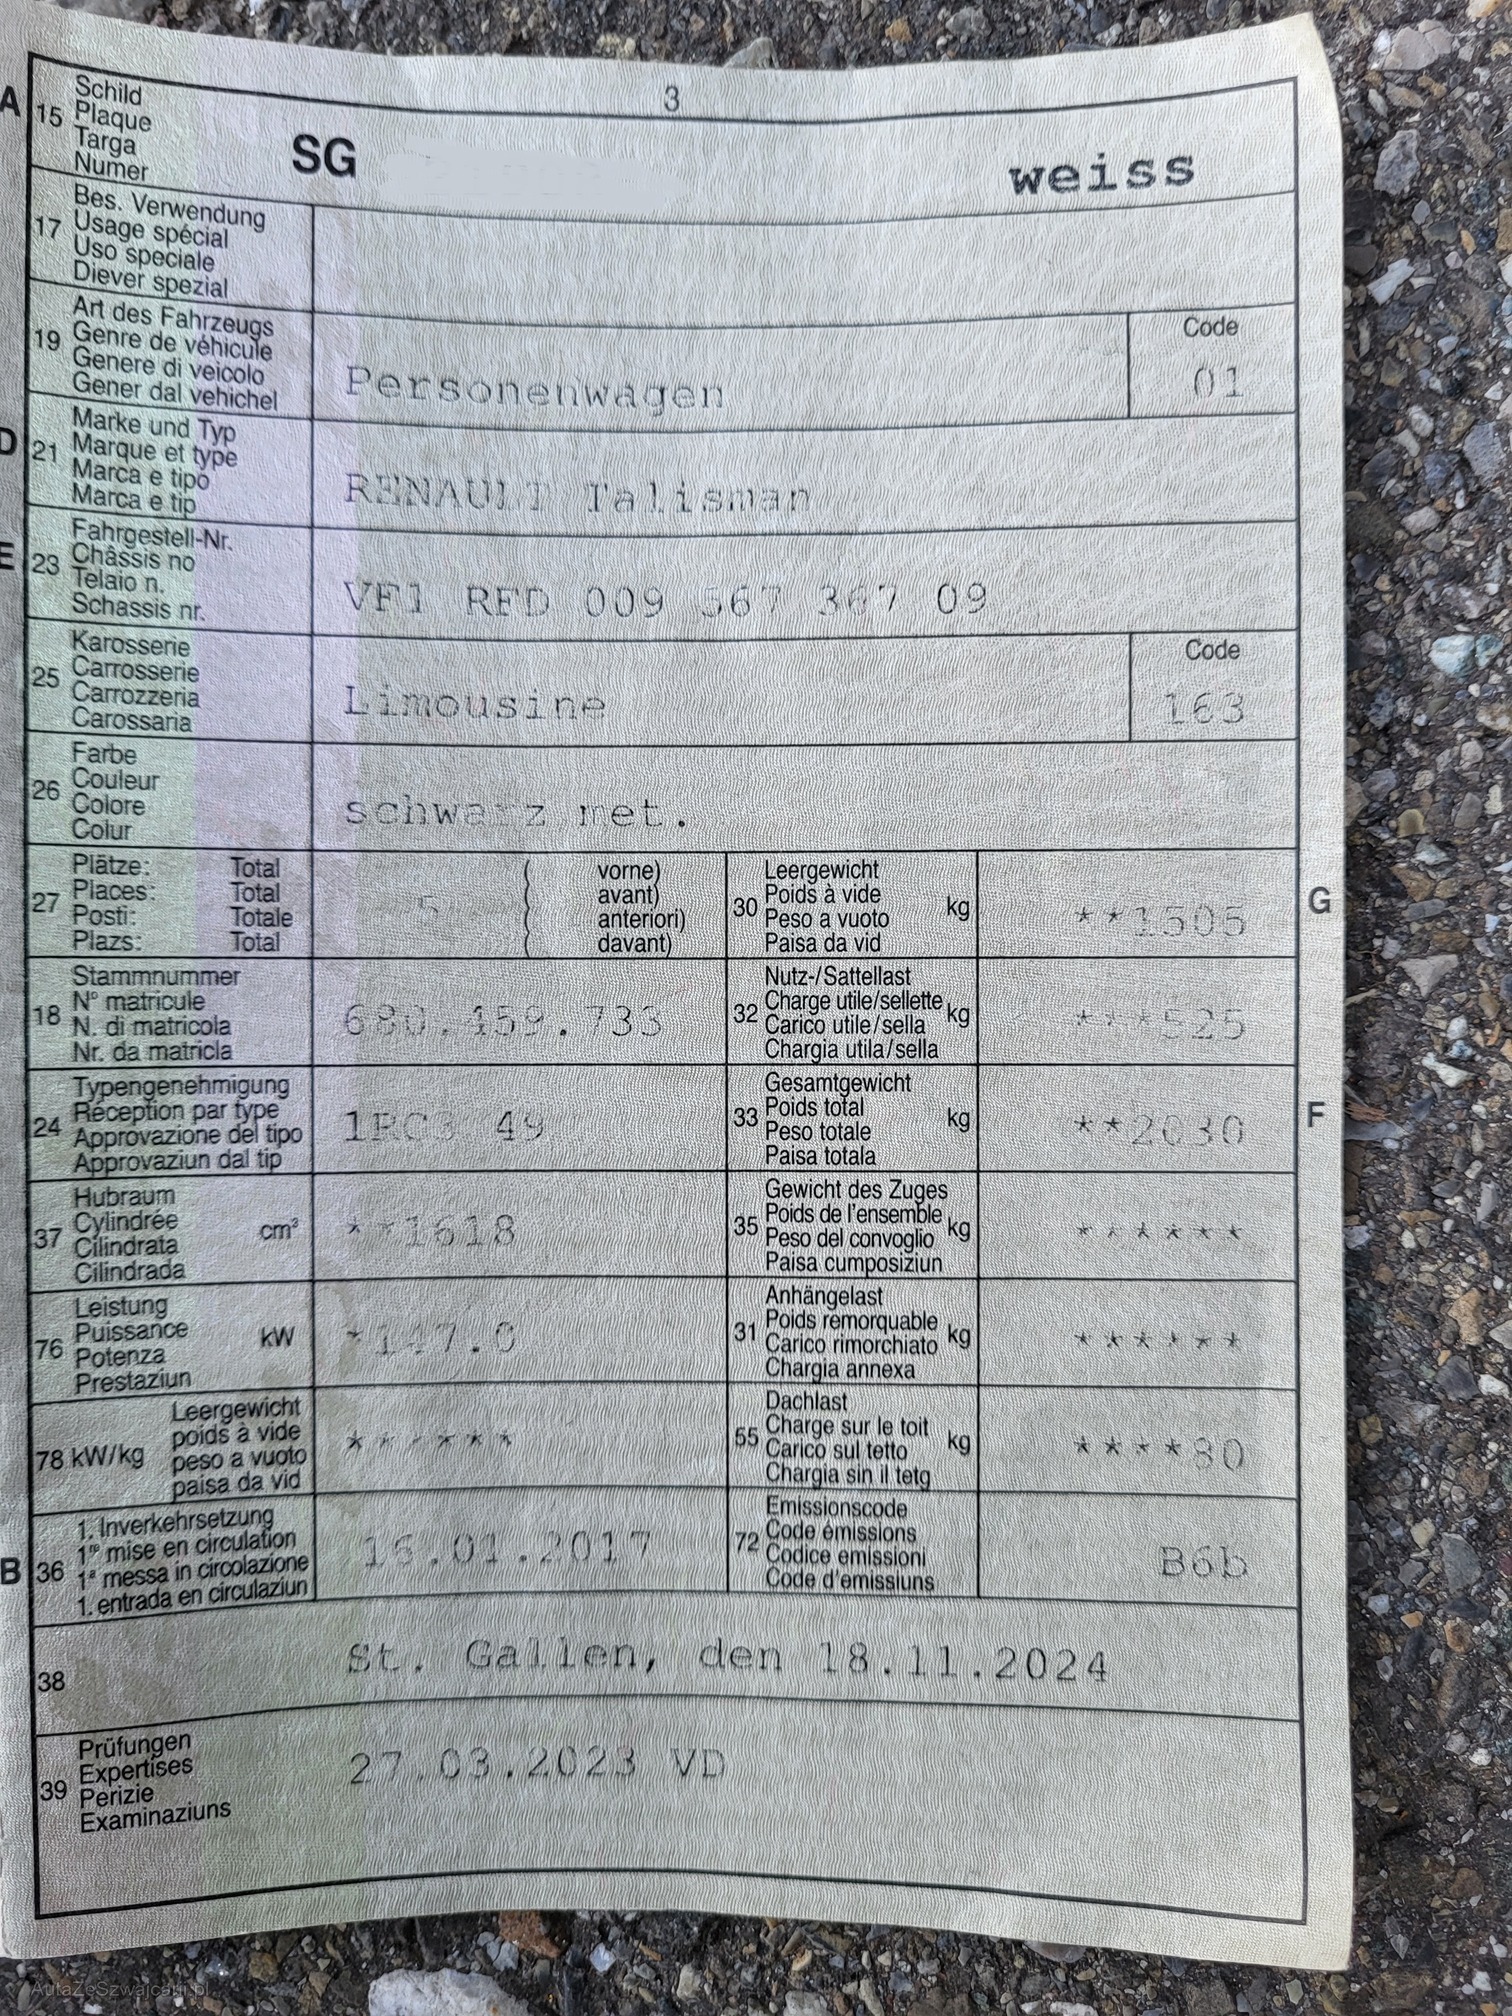 3
A 15 Schild
Plaque
Targa
Numer
SG
weiss
17 Bes. Verwendung
Usage spécial
Uso speciale
Diever spezial
19 Art des Fahrzeugs
Genre de véhicule
Genere di veicolo
Gener dal vehichel
Personenwagen
Code
01
D 21 Marke und Typ
Marque et type
Marca e tipo
Marca e tip
RENAULT Talisman
E 23 Fahrgestell-Nr.
Châssis no
Telaio n.
Schassis nr.
VF1 RFD 009 567 367 09
25 Karosserie
Carrosserie
Carrozzeria
Carossaria
Limousine
Code
163
26 Farbe
Couleur
Colore
Colur
schwarz met.
27 Plätze: Total
Places: Total
Posti: Totale
Plazs: Total
5
( vorne)
( avant)
( anteriori)
( davant)
30 Leergewicht
Poids à vide
Peso a vuoto
Paisa da vid
kg
**1505
G
18 Stammnummer
N° matricule
N. di matricola
Nr. da matricla
680.459.733
32 Nutz-/Sattellast
Charge utile/sellette
Carico utile/sella
Chargia utila/sella
kg
***525
24 Typengenehmigung
Réception par type
Approvazione del tipo
Approvaziun dal tip
1RC3 49
33 Gesamtgewicht
Poids total
Peso totale
Paisa totala
kg
**2030
F
37 Hubraum
Cylindrée
Cilindrata
Cilindrada
cm³
**1618
35 Gewicht des Zuges
Poids de l'ensemble
Peso del convoglio
Paisa cumposiziun
kg
******
76 Leistung
Puissance
Potenza
Prestaziun
kW
*147.0
31 Anhängelast
Poids remorquable
Carico rimorchiato
Chargia annexa
kg
******
78 kW/kg
Leergewicht
poids à vide
peso a vuoto
paisa da vid
******
55 Dachlast
Charge sur le toit
Carico sul tetto
Chargia sin il tetg
kg
****80
B 36 1. Inverkehrsetzung
1re mise en circulation
1a messa in circolazione
1. entrada en circulaziun
16.01.2017
72 Emissionscode
Code émissions
Codice emissioni
Code d'emissiuns
B6b
38
St. Gallen, den 18.11.2024
39 Prüfungen
Expertises
Perizie
Examinaziuns
27.03.2023 VD
AutaZeSzwajcarii.pl